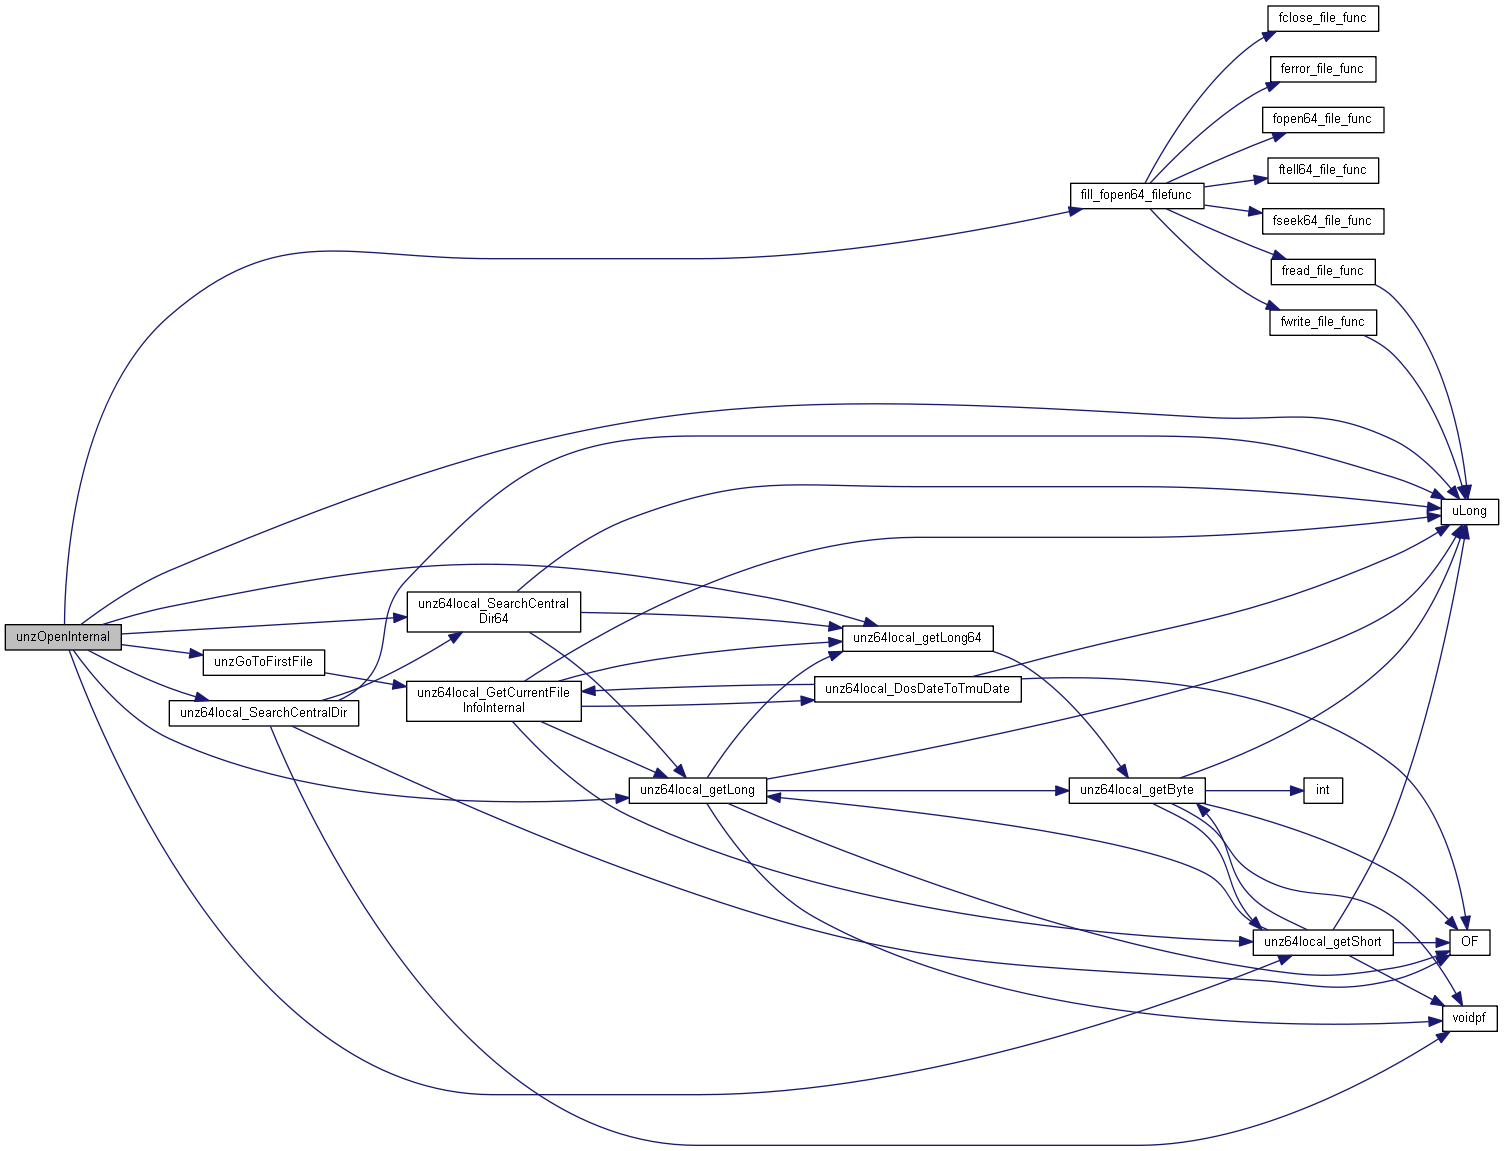 fclose_file_func
ferror_file_func
fopen64_file_func
ftell64_file_func
fill_fopen64_filefunc
fseek64_file_func
fread_file_func
fwrite_file_func
uLong
unz64local_SearchCentral
Dir64
unzOpenInternal
unz64local_getLong64
unzGoToFirstFile
unz64local_GetCurrentFile
InfoInternal
unz64local_DosDateToTmuDate
unz64local_SearchCentralDir
unz64local_getLong
unz64local_getByte
int
unz64local_getShort
OF
voidpf